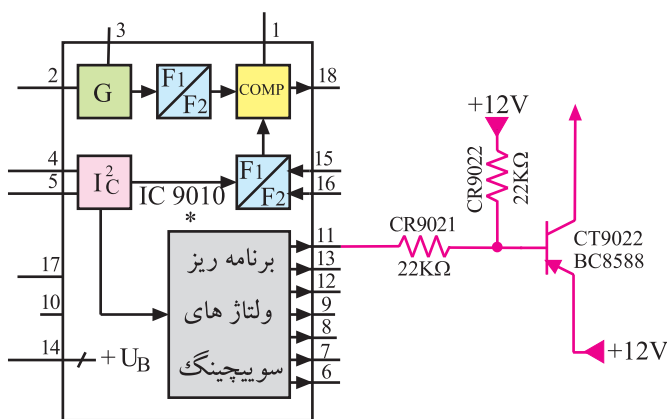 3
1
2
G
F1
F2
COMP
18
4
5
I²C
IC 9010
*
F1
F2
15
16
+12V
CR9022
22KΩ
CR9021
22KΩ
CT9022
BC8588
+12V
17
10
14
+UB
برنامه ریز
ولتاژ های
سوییچینگ
11
13
12
9
8
7
6